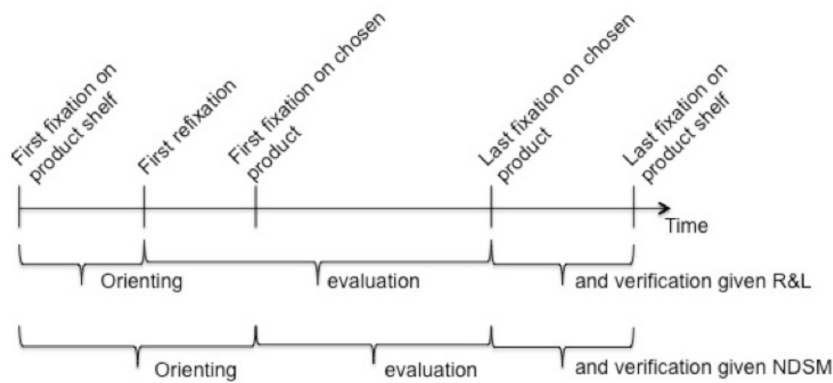 First fixation on
product shelf
First refixation
First fixation on chosen
product
Last fixation on chosen
product
Last fixation on
product shelf
Time
Orienting evaluation and verification given R&L
Orienting evaluation and verification given NDSM